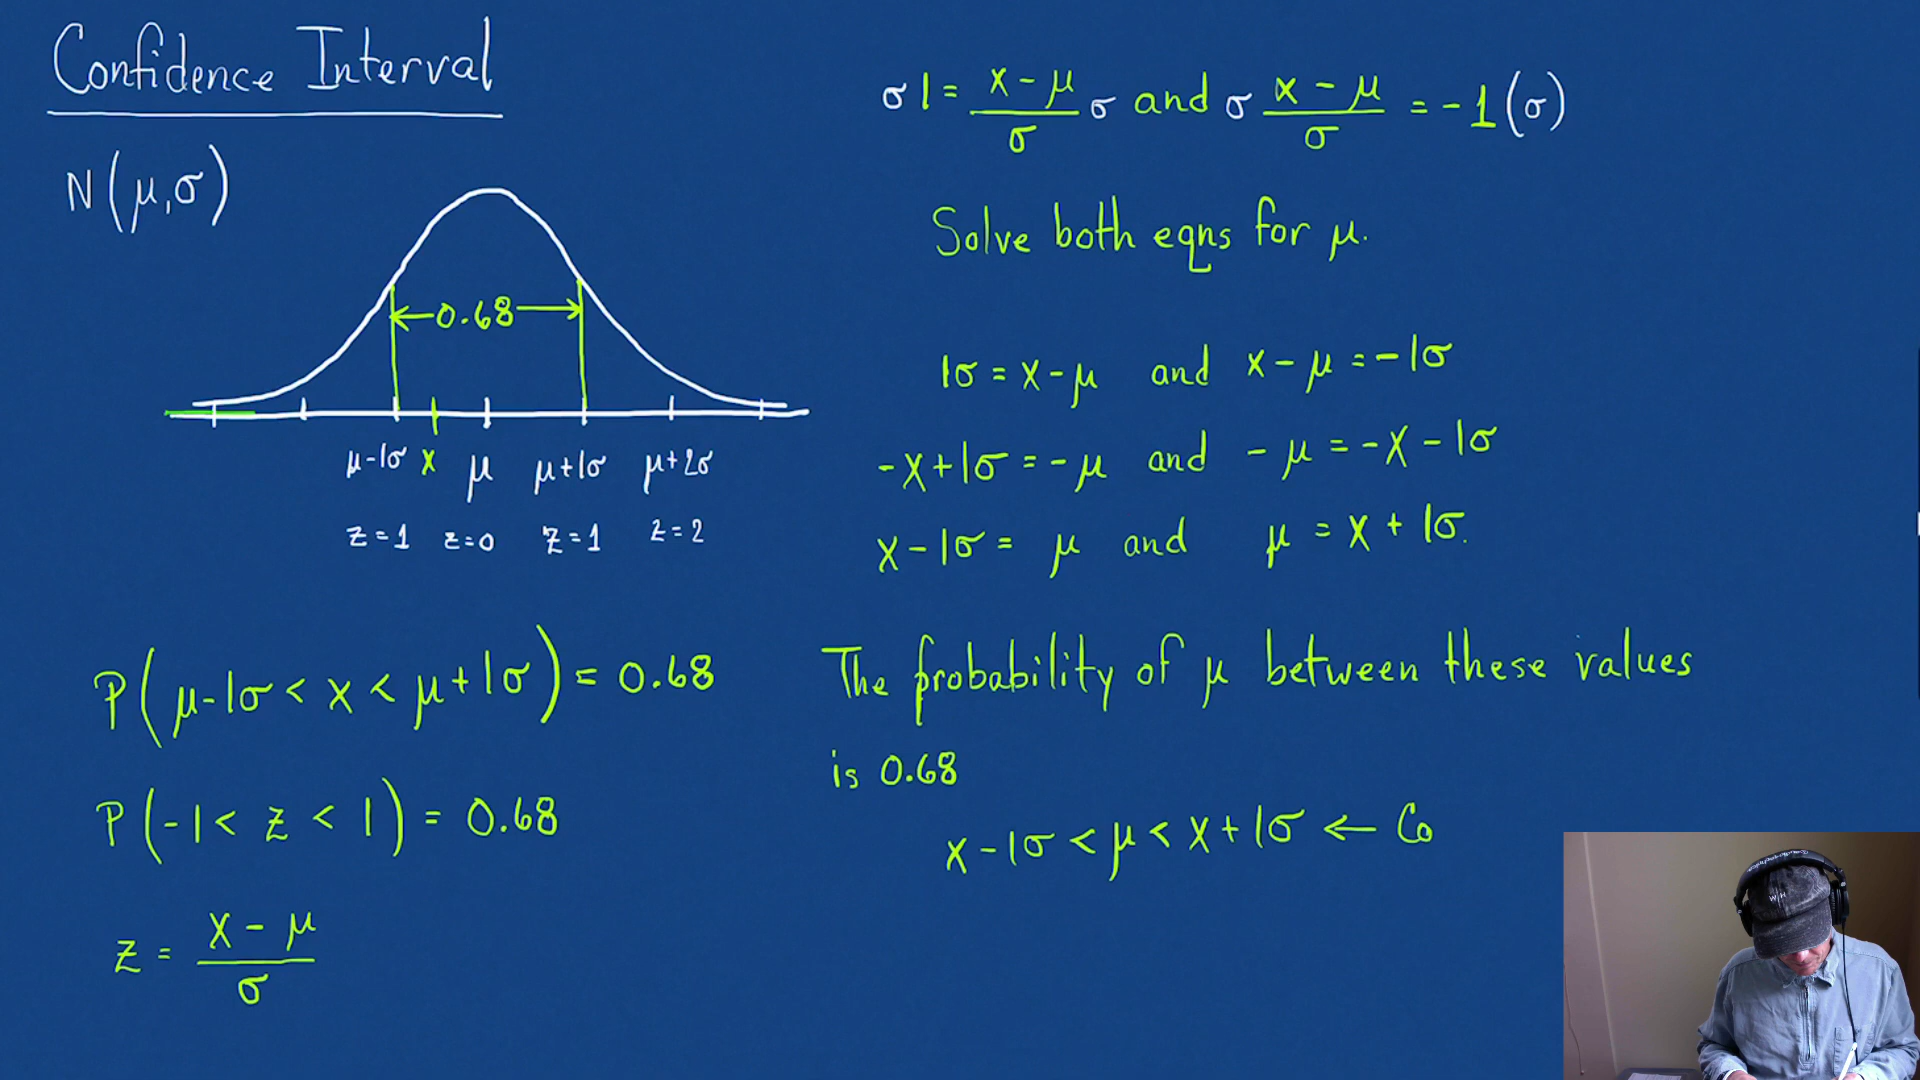 Confidence Interval
N(μ,σ)
0.68
μ-1σ x μ μ+1σ μ+2σ
z=1 z=0 z=1 z=2
P(μ-1σ < x < μ+1σ) = 0.68
P(-1 < z < 1) = 0.68
z = x - μ / σ
σ 1 = x - μ / σ σ and σ x - μ / σ = -1 (σ)
Solve both eqns for μ.
1σ = x - μ and x - μ = -1σ
-x + 1σ = -μ and -μ = -x - 1σ
x - 1σ = μ and μ = x + 1σ.
The probability of μ between these values
is 0.68
x - 1σ < μ < x + 1σ ← Co